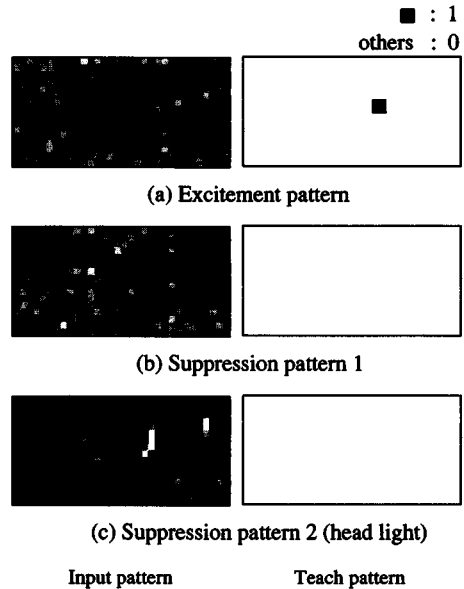 ■ : 1
others : 0
(a) Excitement pattern
(b) Suppression pattern 1
(c) Suppression pattern 2 (head light)
Input pattern Teach pattern